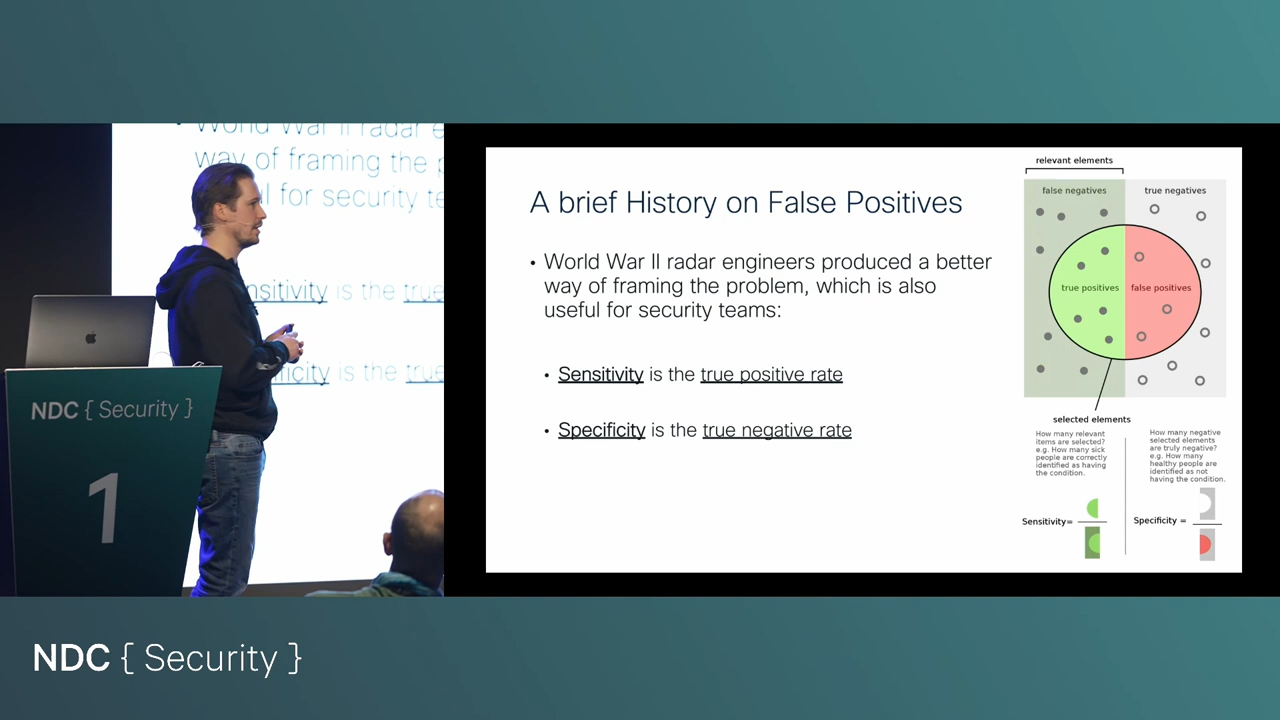 World War II radar e
way of framing the p
l for security te
nsitivity is the true
ificity is the true
NDC { Security }
1
A brief History on False Positives
• World War II radar engineers produced a better
way of framing the problem, which is also
useful for security teams:
• Sensitivity is the true positive rate
• Specificity is the true negative rate
relevant elements
false negatives
true negatives
true positives
false positives
selected elements
How many relevant
items are selected?
e.g. How many sick
people are correctly
identified as having
the condition.
How many negative
selected elements
are truly negative?
e.g. How many
healthy people are
identified as not
having the condition.
Sensitivity=
Specificity =
NDC { Security }